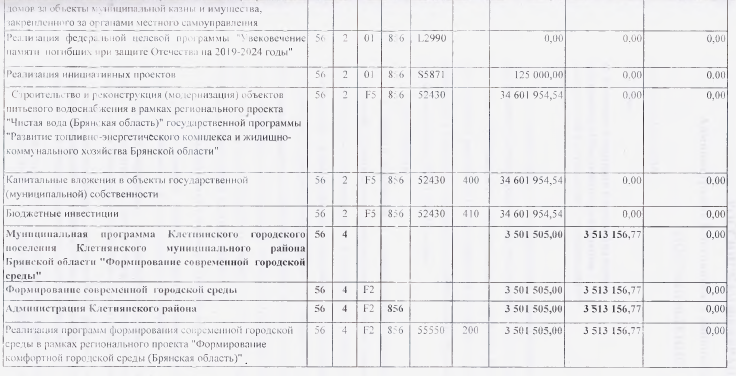 домов за объекты муниципальной казны и имущества,
закрепленного за органами местного самоуправления
Реализация федеральной целевой программы "Увековечение 56 2 01 856 L2990 0,00 0,00 0,00
памяти погибших при защите Отечества на 2019-2024 годы"
Реализация инициативных проектов 56 2 01 856 S5871 125 000,00 0,00 0,00
Строительство и реконструкция (модернизация) объектов 56 2 F5 856 52430 34 601 954,54 0,00 0,00
питьевого водоснабжения в рамках регионального проекта
"Чистая вода (Брянская область)" государственной программы
"Развитие топливно-энергетического комплекса и жилищно-
коммунального хозяйства Брянской области"
Капитальные вложения в объекты государственной 56 2 F5 856 52430 400 34 601 954,54 0,00 0,00
(муниципальной) собственности
Бюджетные инвестиции 56 2 F5 856 52430 410 34 601 954,54 0,00 0,00
Муниципальная программа Клетнянского городского 56 4 3 501 505,00 3 513 156,77 0,00
поселения Клетнянского муниципального района
Брянской области "Формирование современной городской
среды"
Формирование современной городской среды 56 4 F2 3 501 505,00 3 513 156,77 0,00
Администрация Клетнянского района 56 4 F2 856 3 501 505,00 3 513 156,77 0,00
Реализация программ формирования современной городской 56 4 F2 856 55550 200 3 501 505,00 3 513 156,77 0,00
среды в рамках регионального проекта "Формирование
комфортной городской среды (Брянская область)"